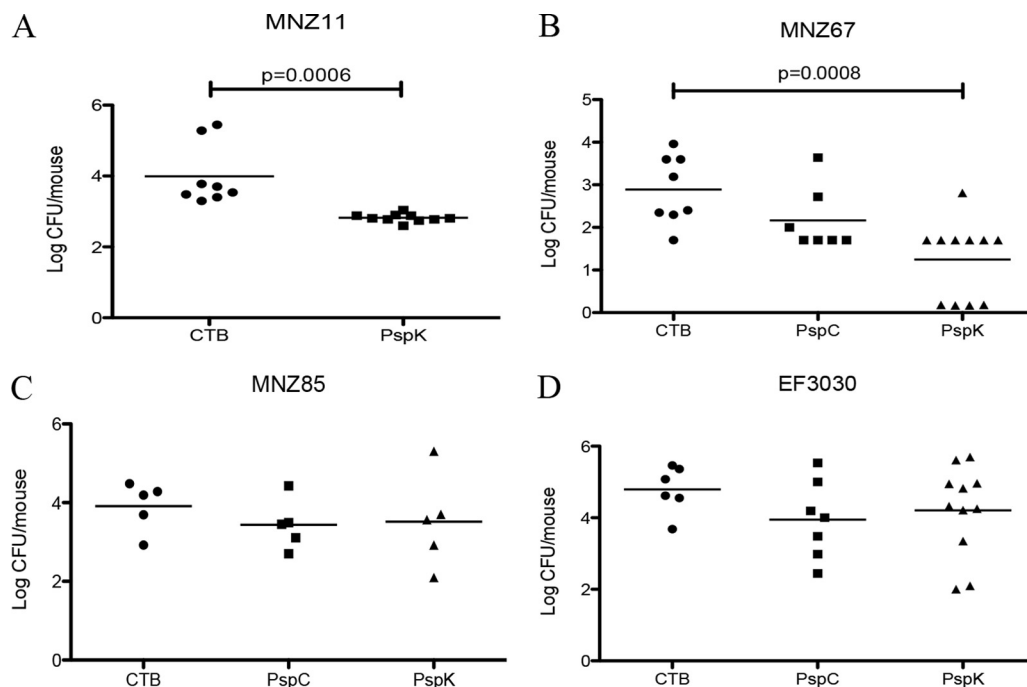 A
MNZ11
p=0.0006
Log CFU/mouse
6
4
2
0
CTB
PspK
B
MNZ67
p=0.0008
Log CFU/mouse
5
4
3
2
1
0
CTB
PspC
PspK
C
MNZ85
Log CFU/mouse
6
4
2
0
CTB
PspC
PspK
D
EF3030
Log CFU/mouse
6
4
2
0
CTB
PspC
PspK